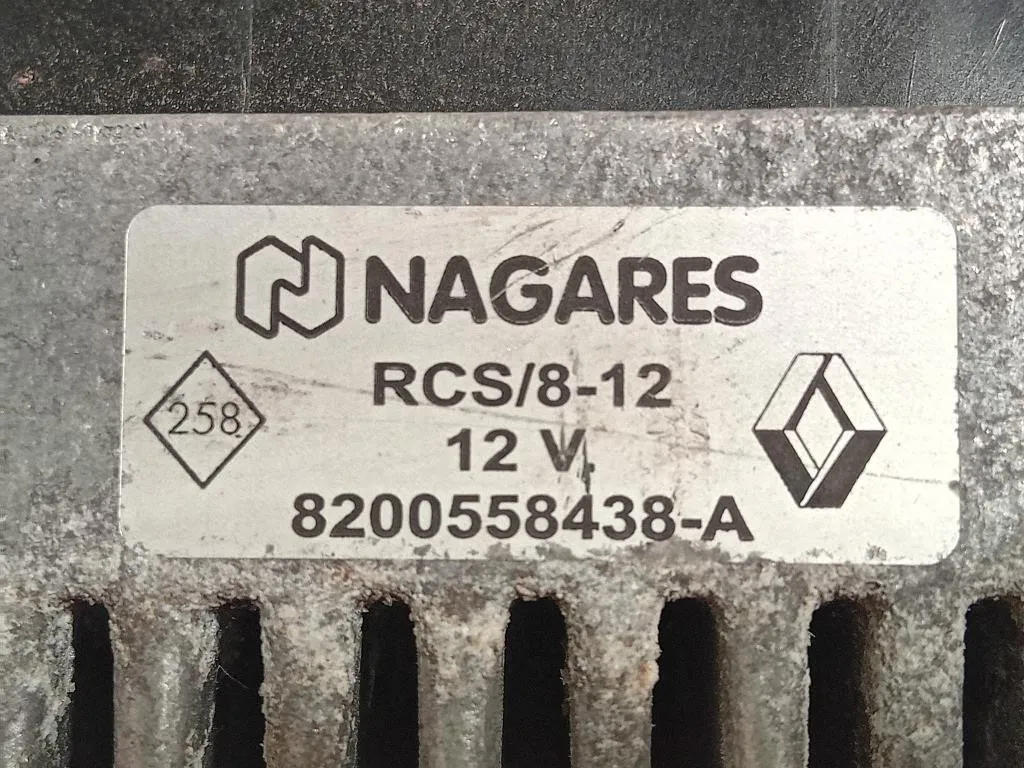 NAGARES
RCS/8-12
258
12 V.
8200558438-A